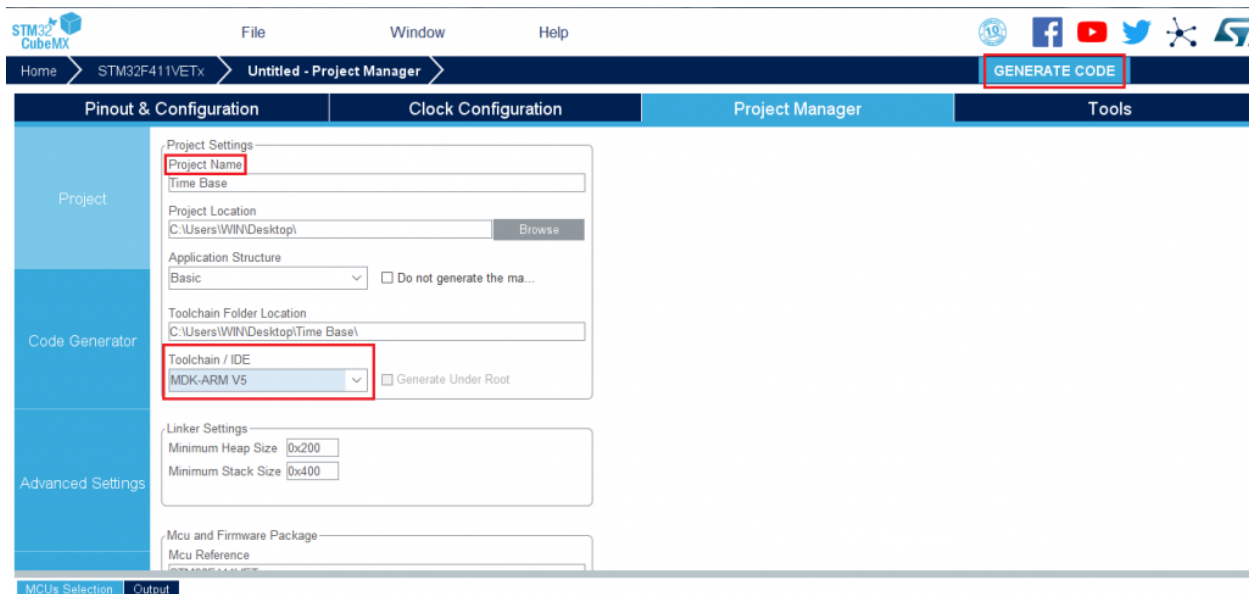 STM32
CubeMX
File
Window
Help
10
Home
STM32F411VETx
Untitled - Project Manager
GENERATE CODE
Pinout & Configuration
Clock Configuration
Project Manager
Tools
Project
Code Generator
Advanced Settings
Project Settings
Project Name
Time Base
Project Location
C:\Users\WIN\Desktop\
Browse
Application Structure
Basic
Do not generate the ma...
Toolchain Folder Location
C:\Users\WIN\Desktop\Time Base\
Toolchain / IDE
MDK-ARM V5
Generate Under Root
Linker Settings
Minimum Heap Size 0x200
Minimum Stack Size 0x400
Mcu and Firmware Package
Mcu Reference
MCUs Selection
Output